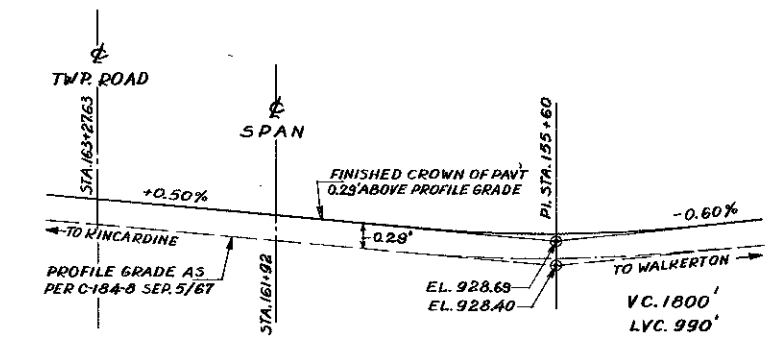 ℄
TWP. ROAD
STA.163+27.63
℄
SPAN
STA.161+92
P.I. STA. 155+60
FINISHED CROWN OF PAV'T
0.29' ABOVE PROFILE GRADE
+0.50%
-0.60%
TO KINCARDINE
0.29'
TO WALKERTON
PROFILE GRADE AS
PER C-184-8 SEP. 5/67
EL. 928.69
EL. 928.40
VC. 1800'
LVC. 990'